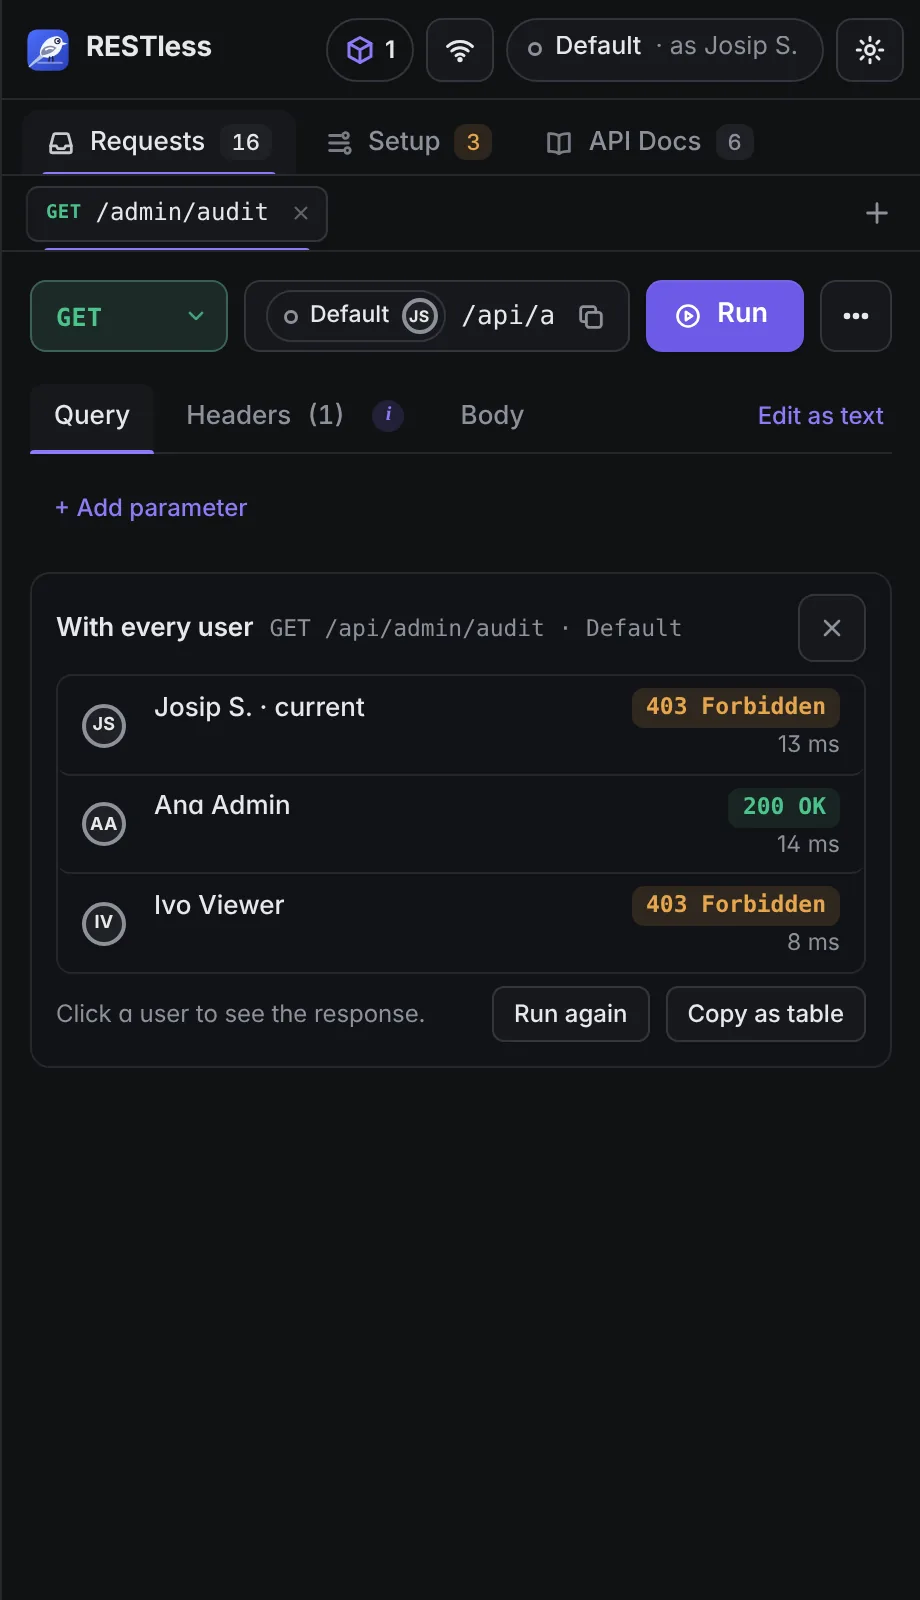 RESTless 1 Default · as Josip S.
Requests 16 Setup 3 API Docs 6
GET /admin/audit
GET Default JS /api/a Run
Query Headers (1) i Body Edit as text
+ Add parameter
With every user GET /api/admin/audit · Default
JS Josip S. · current 403 Forbidden
13 ms
AA Ana Admin 200 OK
14 ms
IV Ivo Viewer 403 Forbidden
8 ms
Click a user to see the response. Run again Copy as table